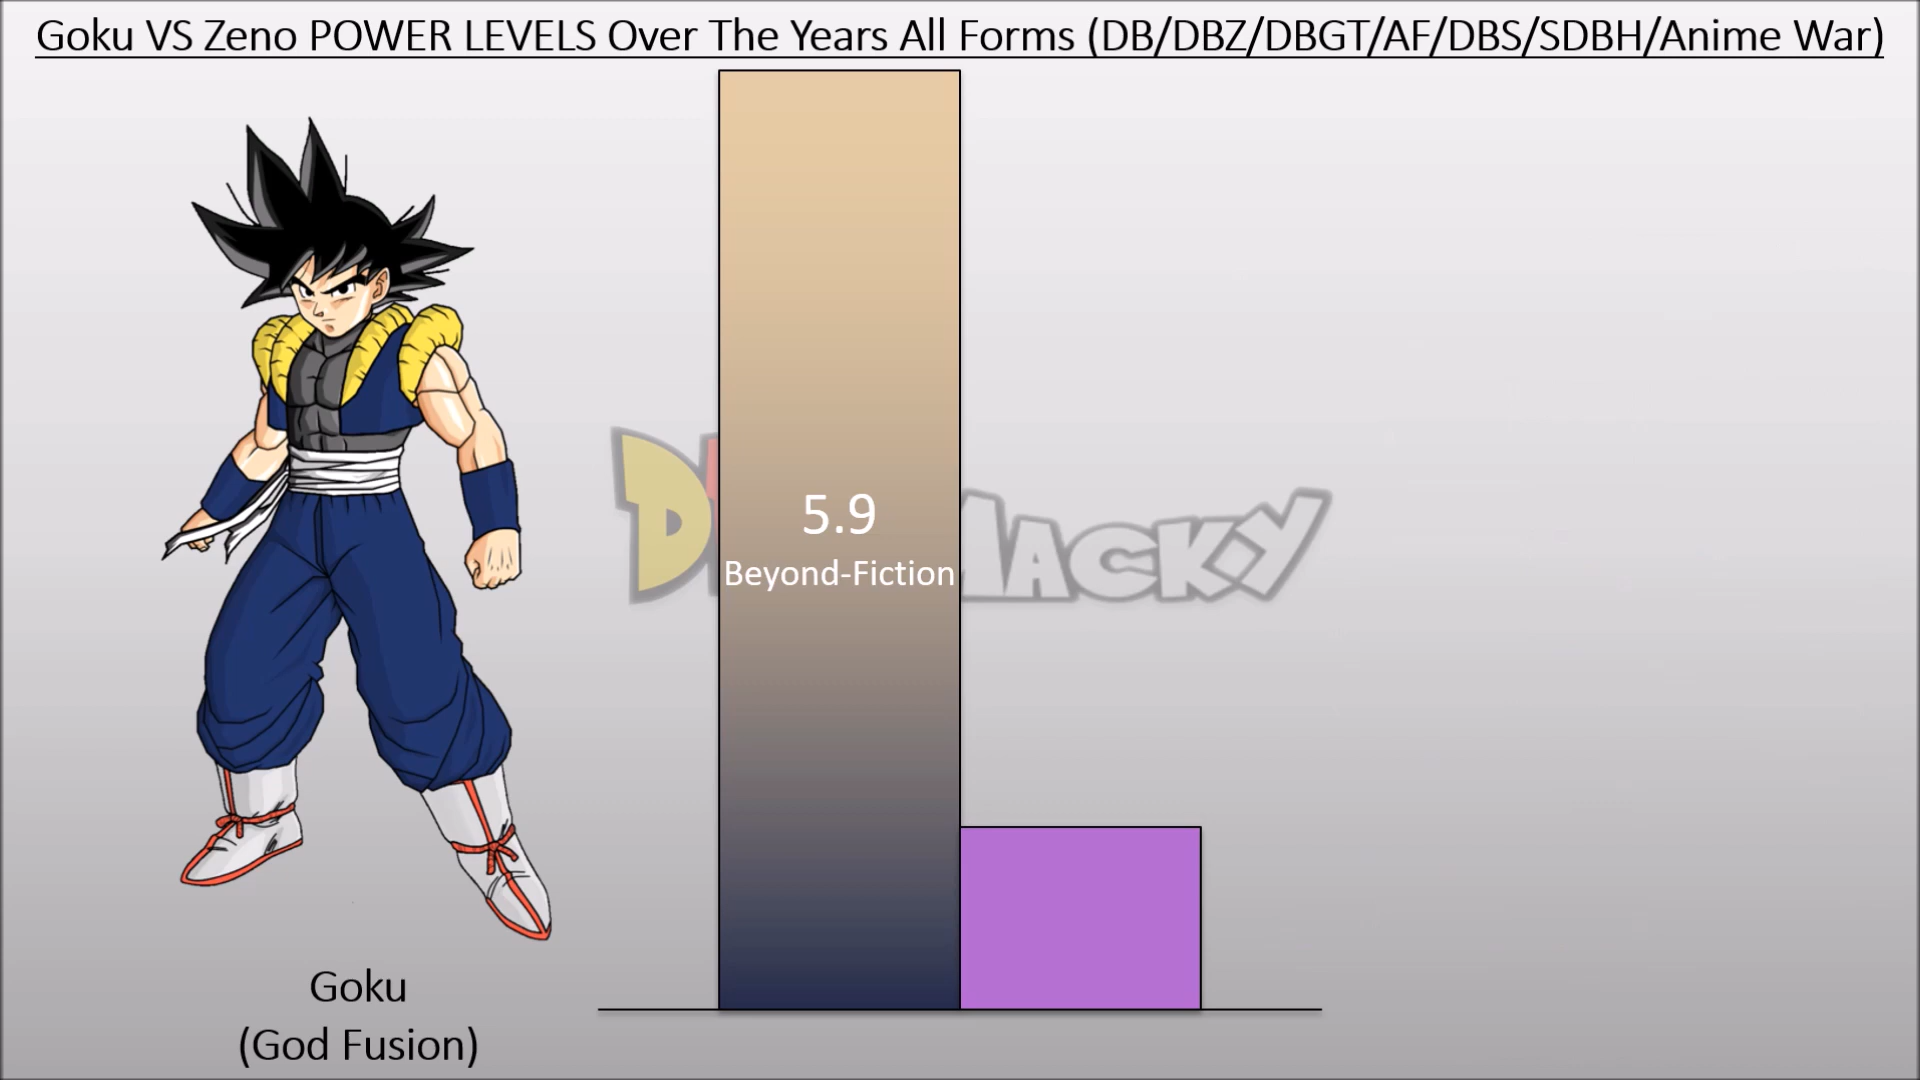 Goku VS Zeno POWER LEVELS Over The Years All Forms (DB/DBZ/DBGT/AF/DBS/SDBH/Anime War)
5.9
Beyond-Fiction
MACKY
Goku
(God Fusion)